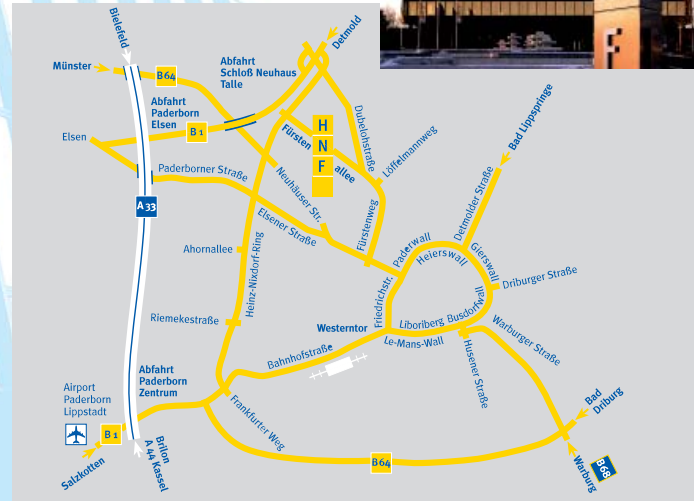 F
Bielefeld
Detmold
Münster
B 64
Abfahrt
Schloß Neuhaus
Talle
Abfahrt
Paderborn
Elsen
B 1
Elsen
H
N
F
Fürsten allee
Dubelohstraße
Löffelmannweg
Bad Lippspringe
Paderborner Straße
Neuhäuser Str.
A 33
Elsener Straße
Fürstenweg
Detmolder Straße
Paderwall
Heierswall
Gierswall
Ahornallee
Heinz-Nixdorf-Ring
Driburger Straße
Friedrichstr.
Riemekestraße
Westerntor
Liboriberg
Busdorfwall
Le-Mans-Wall
Warburger Straße
Husener Straße
Bahnhofstraße
Abfahrt
Paderborn
Zentrum
Airport
Paderborn
Lippstadt
B 1
Frankfurter Weg
Bad
Driburg
Salzkotten
Brilon
A 44 Kassel
B 64
Warburg
B 68